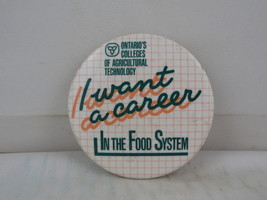 ONTARIO'S
COLLEGES
OF AGRICULTURAL
TECHNOLOGY
I want
a career
IN THE FOOD SYSTEM